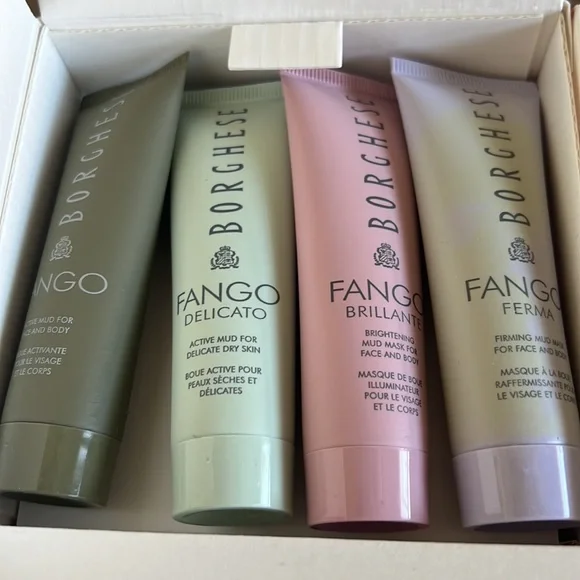 BORGHESE
ANGO
MUD FOR
AND BODY
ACTIVANTE
LE VISAGE
ET LE CORPS
BORGHESE
FANGO
DELICATO
ACTIVE MUD FOR
DELICATE DRY SKIN
BOUE ACTIVE POUR
PEAUX SÈCHES ET
DÉLICATES
BORGHESE
FANGO
BRILLANTE
BRIGHTENING
MUD MASK FOR
FACE AND BODY
MASQUE DE BOUE
ILLUMINATEUR
POUR LE VISAGE
ET LE CORPS
BORGHESE
FANGO
FERMA
FIRMING MUD MASK
FOR FACE AND BODY
MASQUE À LA BOUE
RAFFERMISSANTE POUR
LE VISAGE ET LE CORPS